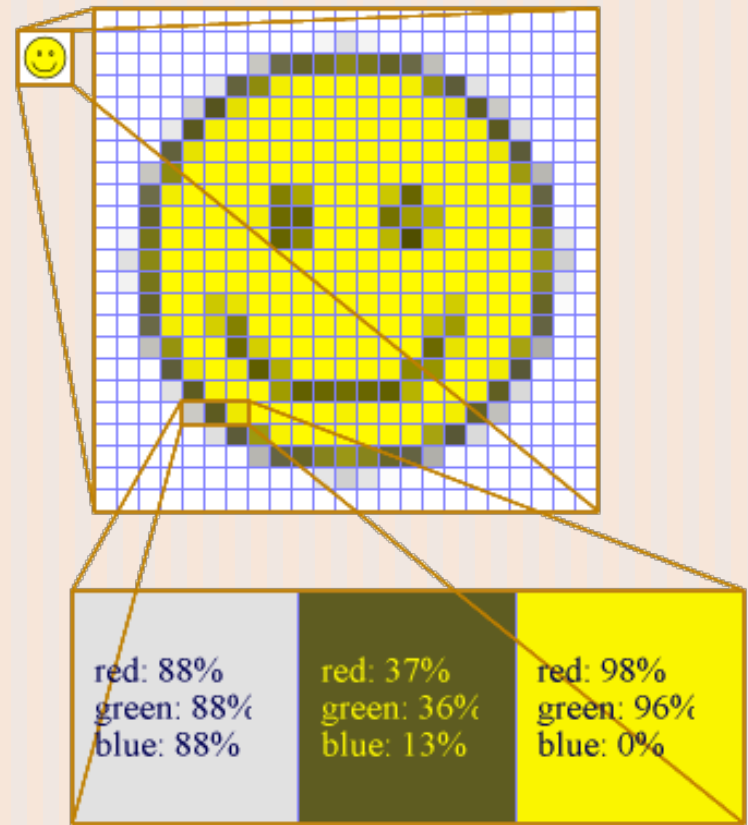 red: 88%
green: 88%
blue: 88%
red: 37%
green: 36%
blue: 13%
red: 98%
green: 96%
blue: 0%